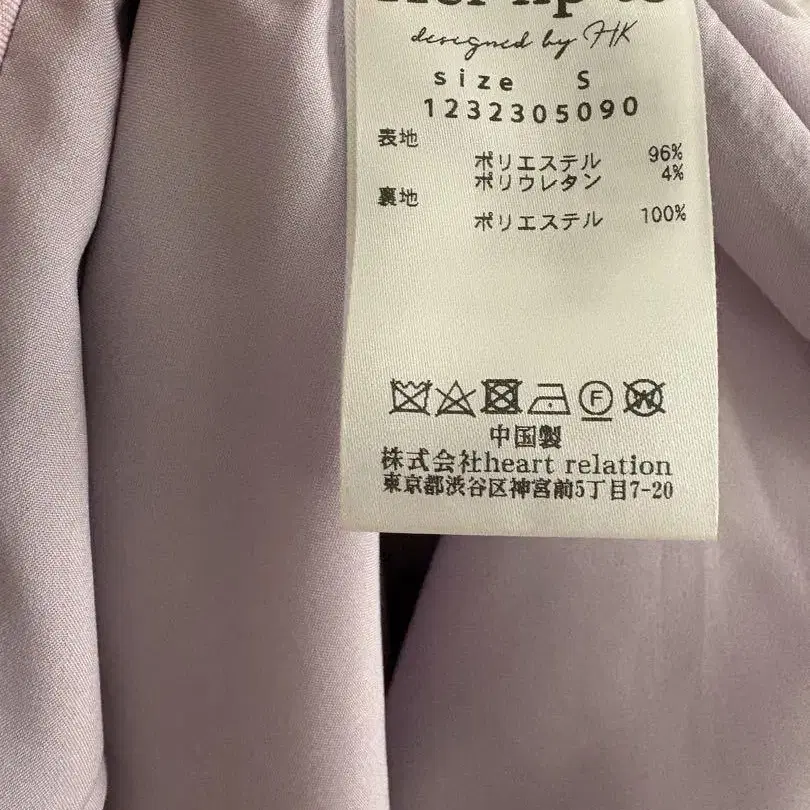 Her lip to
designed by HK
size S
1232305090
表地
ポリエステル 96%
ポリウレタン 4%
裏地
ポリエステル 100%
F W
中国製
株式会社heart relation
東京都渋谷区神宮前5丁目7-20